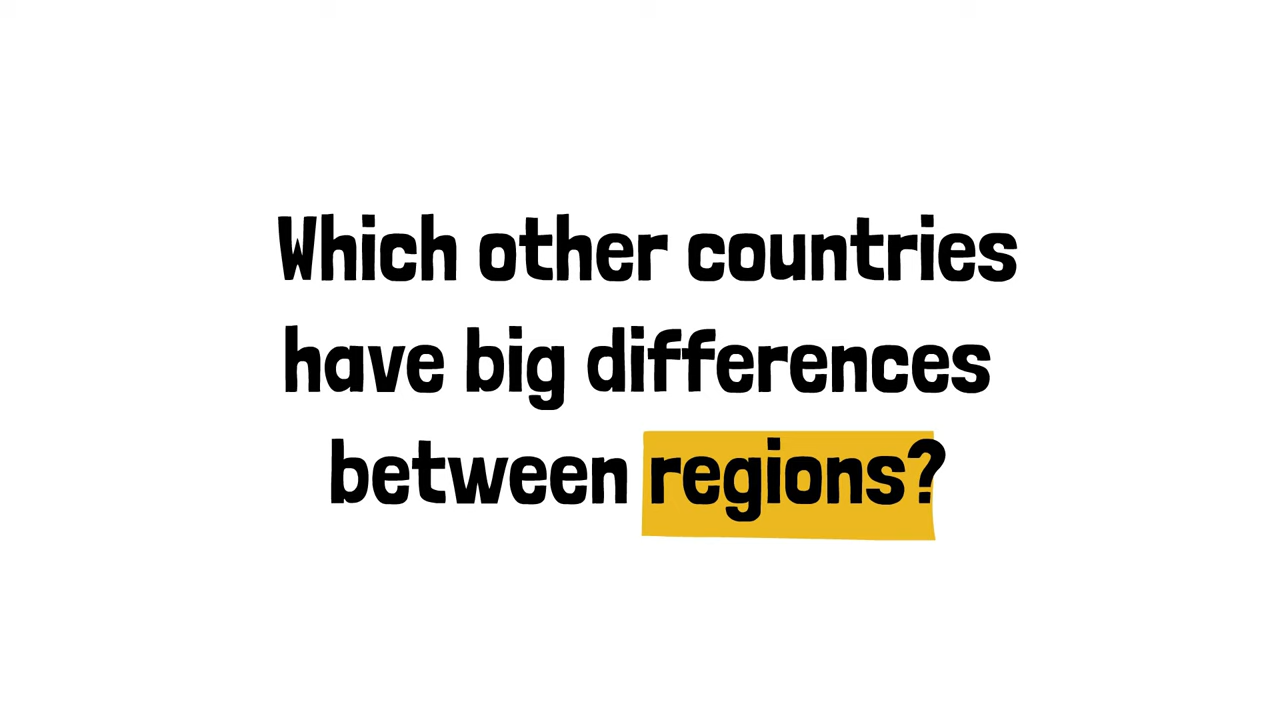 Which other countries
have big differences
between regions?